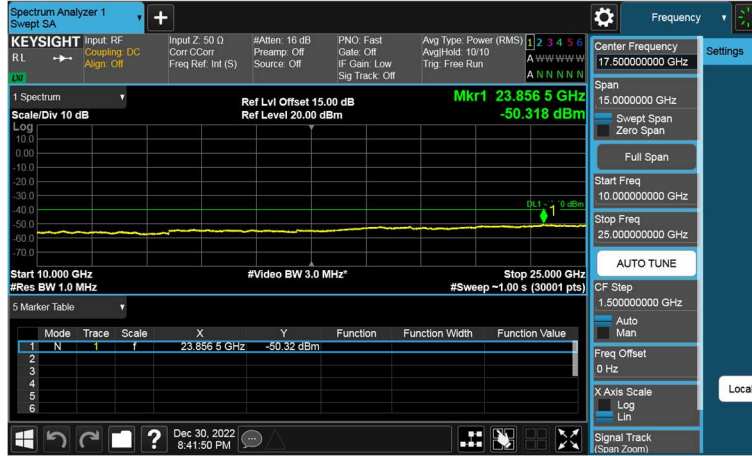 Spectrum Analyzer 1
Swept SA
+
Frequency
KEYSIGHT
RL
LXI
Input: RF
Coupling: DC
Align: Off
Input Z: 50 Ω
Corr CCorr
Freq Ref: Int (S)
#Atten: 16 dB
Preamp: Off
Source: Off
PNO: Fast
Gate: Off
IF Gain: Low
Sig Track: Off
Avg Type: Power (RMS)
Avg|Hold: 10/10
Trig: Free Run
1 2 3 4 5 6
A W W W W W
A N N N N N
1 Spectrum
Scale/Div 10 dB
Ref Lvl Offset 15.00 dB
Ref Level 20.00 dBm
Mkr1 23.856 5 GHz
-50.318 dBm
Log
10.0
0.00
-10.0
-20.0
-30.0
-40.0
-50.0
-60.0
-70.0
1
Start 10.000 GHz
#Res BW 1.0 MHz
#Video BW 3.0 MHz*
Stop 25.000 GHz
#Sweep ~1.00 s (30001 pts)
5 Marker Table
Mode Trace Scale X Y Function Function Width Function Value
1 N 1 f 23.856 5 GHz -50.32 dBm
2
3
4
5
6
Dec 30, 2022
8:41:50 PM
Center Frequency
17.500000000 GHz
Settings
Span
15.0000000 GHz
Swept Span
Zero Span
Full Span
Start Freq
10.000000000 GHz
Stop Freq
25.000000000 GHz
AUTO TUNE
CF Step
1.500000000 GHz
Auto
Man
Freq Offset
0 Hz
X Axis Scale
Log
Lin
Local
Signal Track
(Span Zoom)